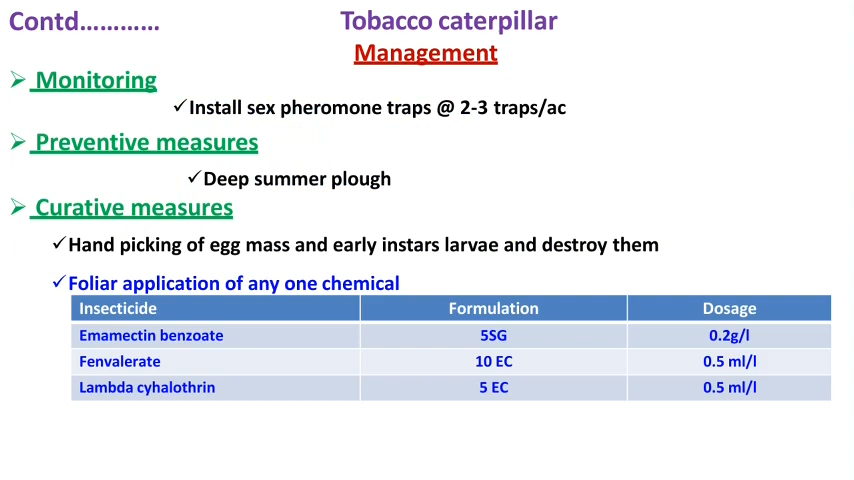 Contd…………
Tobacco caterpillar
Management
Monitoring
Install sex pheromone traps @ 2-3 traps/ac
Preventive measures
Deep summer plough
Curative measures
Hand picking of egg mass and early instars larvae and destroy them
Foliar application of any one chemical
Insecticide Formulation Dosage
Emamectin benzoate 5SG 0.2g/l
Fenvalerate 10 EC 0.5 ml/l
Lambda cyhalothrin 5 EC 0.5 ml/l